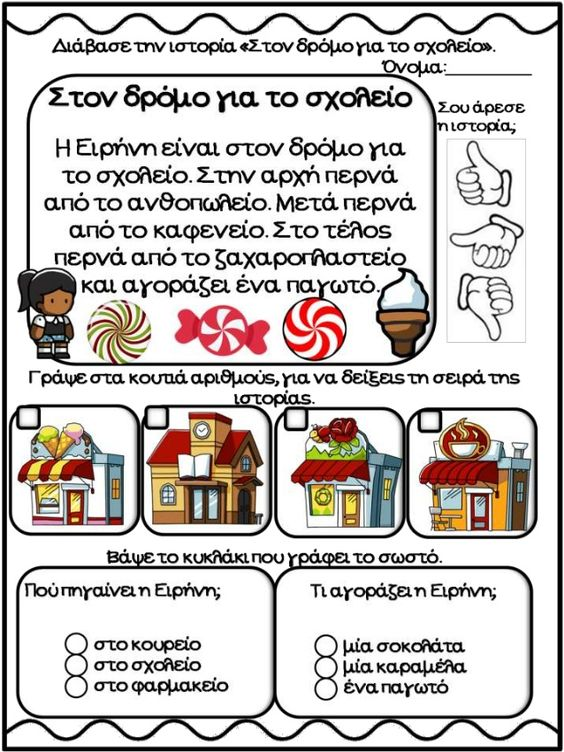 Διάβασε την ιστορία «Στον δρόμο για το σχολείο».
Όνομα:__________
Στον δρόμο για το σχολείο
Η Ειρήνη είναι στον δρόμο για
το σχολείο. Στην αρχή περνά
από το ανθοπωλείο. Μετά περνά
από το καφενείο. Στο τέλος
περνά από το ζαχαροπλαστείο
και αγοράζει ένα παγωτό.
Σου άρεσε
η ιστορία;
Γράψε στα κουτιά αριθμούς, για να δείξεις τη σειρά της
ιστορίας.
Βάψε το κυκλάκι που γράφει το σωστό.
Πού πηγαίνει η Ειρήνη;
στο κουρείο
στο σχολείο
στο φαρμακείο
Τι αγοράζει η Ειρήνη;
μία σοκολάτα
μία καραμέλα
ένα παγωτό